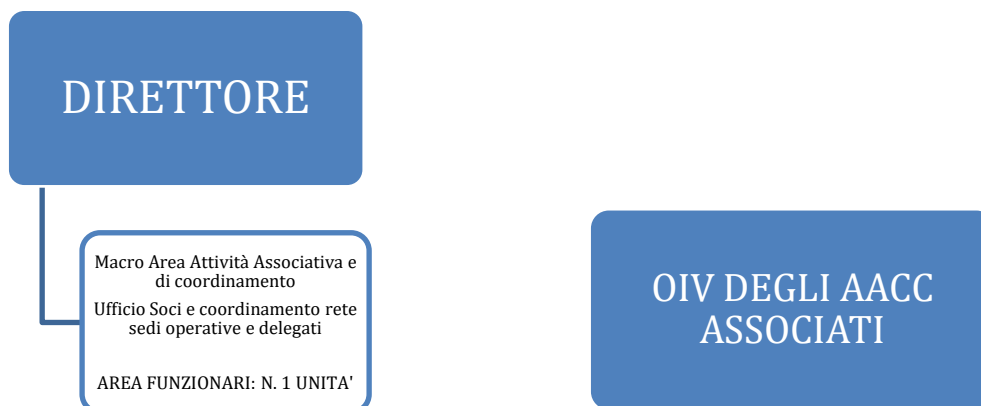 DIRETTORE
Macro Area Attività Associativa e
di coordinamento
Ufficio Soci e coordinamento rete
sedi operative e delegati
AREA FUNZIONARI: N. 1 UNITA'
OIV DEGLI AACC
ASSOCIATI